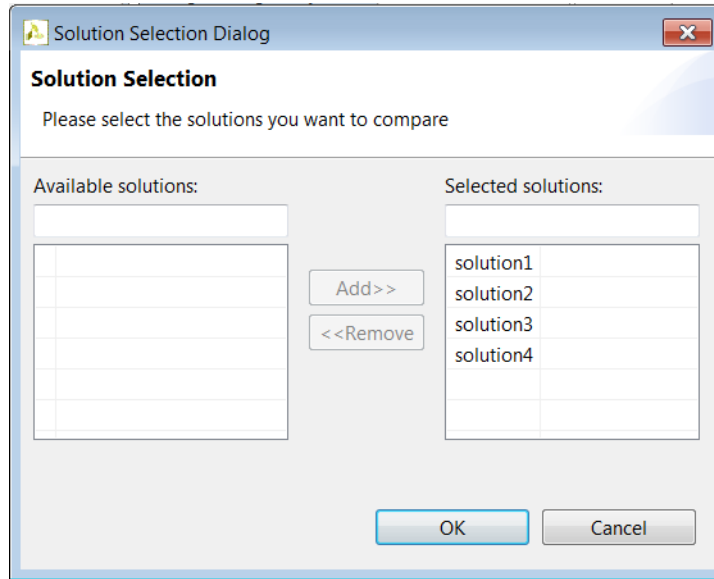 Solution Selection Dialog
Solution Selection
Please select the solutions you want to compare
Available solutions:
Selected solutions:
solution1
solution2
solution3
solution4
Add>>
<<Remove
OK
Cancel